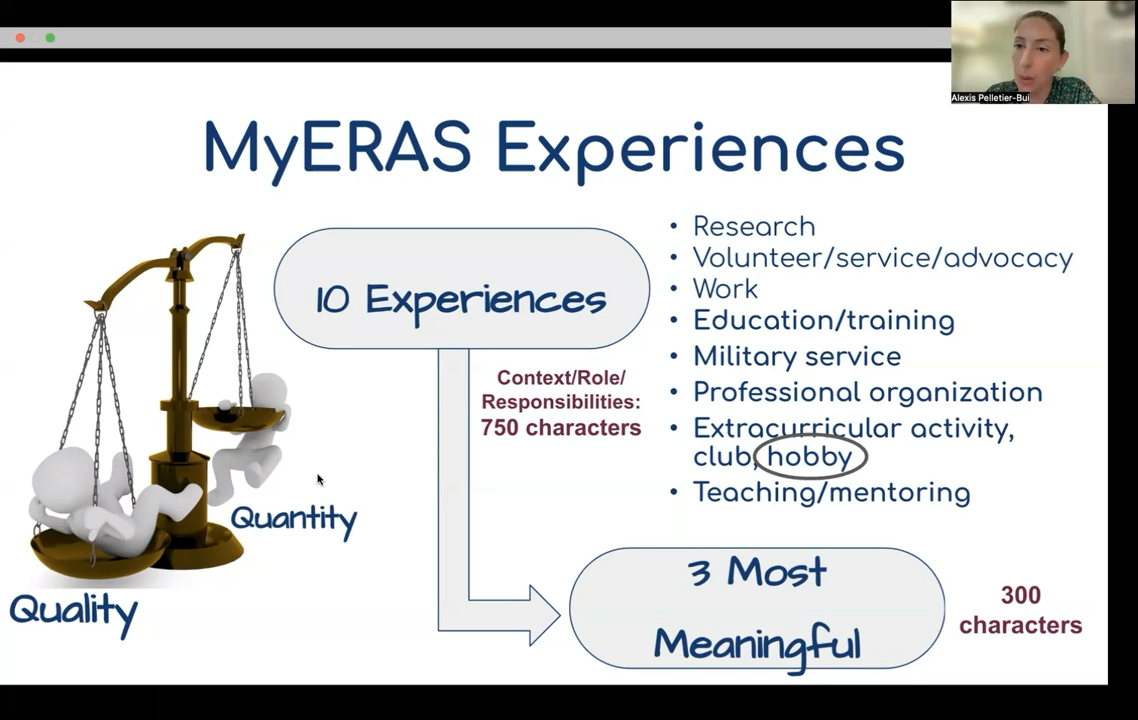 Alexis Pelletier-Bui
MyERAS Experiences
10 Experiences
Context/Role/
Responsibilities:
750 characters
• Research
• Volunteer/service/advocacy
• Work
• Education/training
• Military service
• Professional organization
• Extracurricular activity,
club, hobby
• Teaching/mentoring
Quantity
Quality
3 Most
Meaningful
300
characters